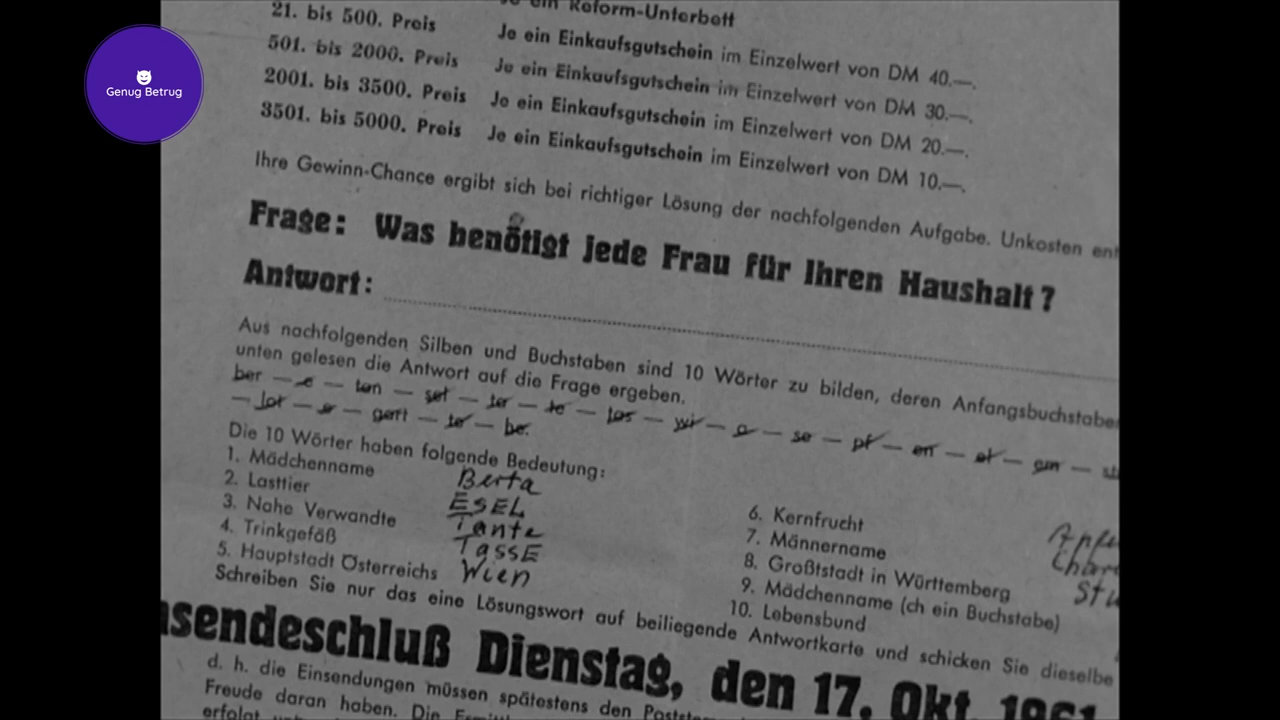 Genug Betrug
ein Reform-Unterbett
21. bis 500. Preis Je ein Einkaufsgutschein im Einzelwert von DM 40.—.
501. bis 2000. Preis Je ein Einkaufsgutschein im Einzelwert von DM 30.—.
2001. bis 3500. Preis Je ein Einkaufsgutschein im Einzelwert von DM 20.—.
3501. bis 5000. Preis Je ein Einkaufsgutschein im Einzelwert von DM 10.—.
Ihre Gewinn-Chance ergibt sich bei richtiger Lösung der nachfolgenden Aufgabe. Unkosten
Frage: Was benötigt jede Frau für Ihren Haushalt?
Antwort:
Aus nachfolgenden Silben und Buchstaben sind 10 Wörter zu bilden, deren Anfangsbuchstaben
unten gelesen die Antwort auf die Frage ergeben.
ber — e — ten — sel — ter — te — tas — wi — a — se — pf — en — el — am
— lot — er — gart — te — be.
Die 10 Wörter haben folgende Bedeutung:
1. Mädchenname Berta
2. Lasttier ESEL
3. Nahe Verwandte Tante
4. Trinkgefäß TassE
5. Hauptstadt Österreichs Wien
6. Kernfrucht
7. Männername
8. Großtstadt in Württemberg
9. Mädchenname (ch ein Buchstabe)
10. Lebensbund
Schreiben Sie nur das eine Lösungswort auf beiliegende Antwortkarte und schicken Sie dieselbe
nsendeschluß Dienstag, den 17. Okt. 1961
d. h. die Einsendungen müssen spätestens den
Freude daran haben. Die
erfolgt